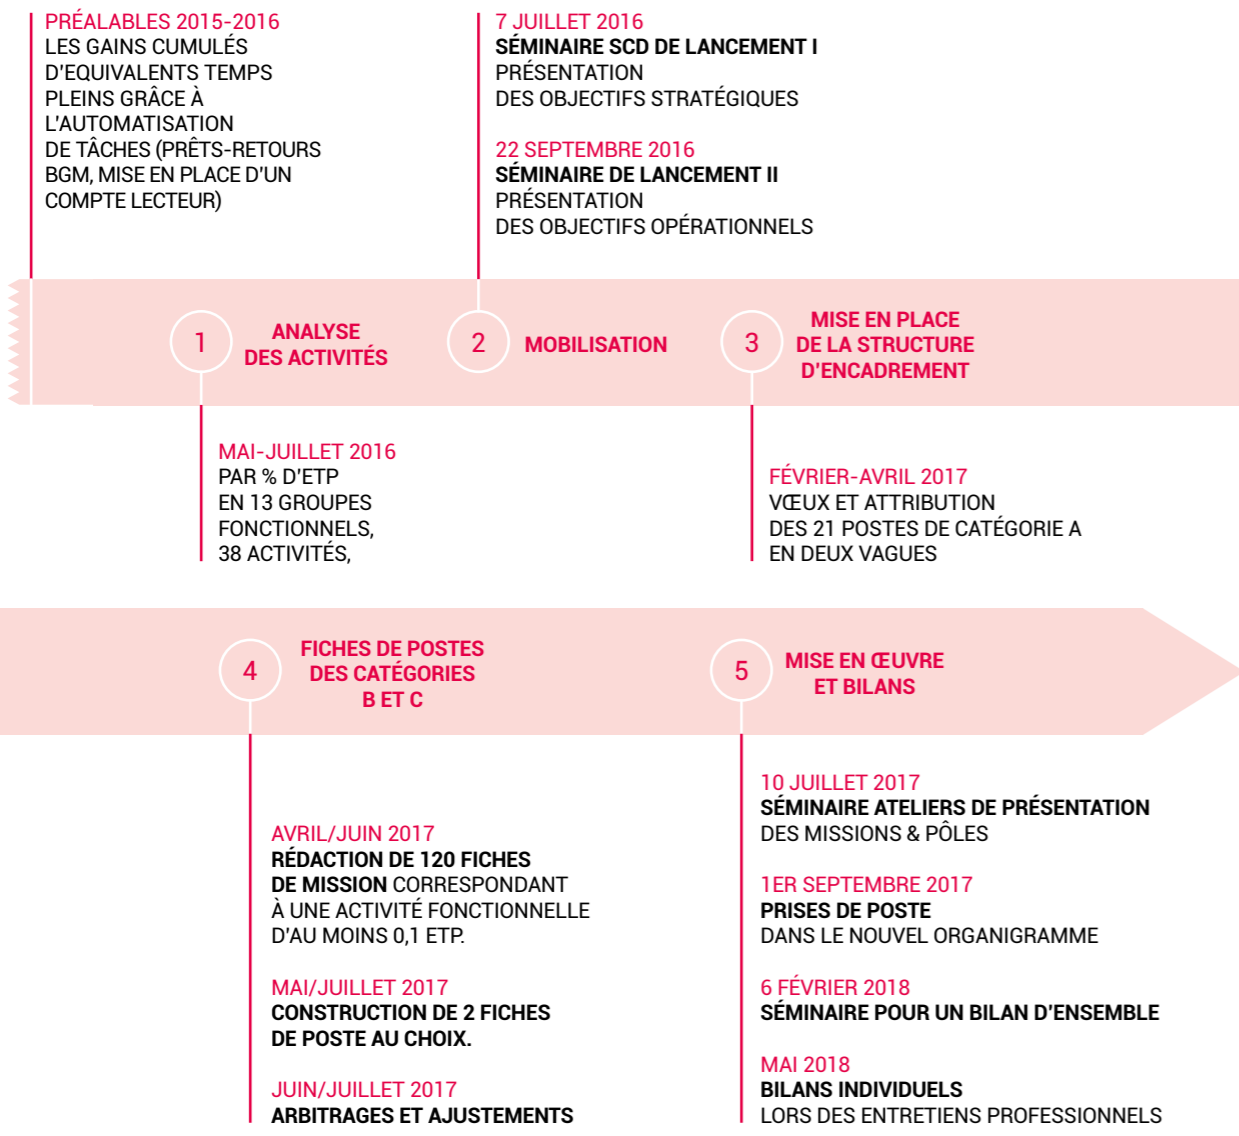 PRÉALABLES 2015-2016
LES GAINS CUMULÉS
D'EQUIVALENTS TEMPS
PLEINS GRÂCE À
L'AUTOMATISATION
DE TÂCHES (PRÊTS-RETOURS
BGM, MISE EN PLACE D'UN
COMPTE LECTEUR)
7 JUILLET 2016
SÉMINAIRE SCD DE LANCEMENT I
PRÉSENTATION
DES OBJECTIFS STRATÉGIQUES
22 SEPTEMBRE 2016
SÉMINAIRE DE LANCEMENT II
PRÉSENTATION
DES OBJECTIFS OPÉRATIONNELS
1
ANALYSE
DES ACTIVITÉS
2
MOBILISATION
3
MISE EN PLACE
DE LA STRUCTURE
D'ENCADREMENT
MAI-JUILLET 2016
PAR % D'ETP
EN 13 GROUPES
FONCTIONNELS,
38 ACTIVITÉS,
FÉVRIER-AVRIL 2017
VŒUX ET ATTRIBUTION
DES 21 POSTES DE CATÉGORIE A
EN DEUX VAGUES
4
FICHES DE POSTES
DES CATÉGORIES
B ET C
5
MISE EN ŒUVRE
ET BILANS
AVRIL/JUIN 2017
RÉDACTION DE 120 FICHES
DE MISSION CORRESPONDANT
À UNE ACTIVITÉ FONCTIONNELLE
D'AU MOINS 0,1 ETP.
MAI/JUILLET 2017
CONSTRUCTION DE 2 FICHES
DE POSTE AU CHOIX.
JUIN/JUILLET 2017
ARBITRAGES ET AJUSTEMENTS
10 JUILLET 2017
SÉMINAIRE ATELIERS DE PRÉSENTATION
DES MISSIONS & PÔLES
1ER SEPTEMBRE 2017
PRISES DE POSTE
DANS LE NOUVEL ORGANIGRAMME
6 FÉVRIER 2018
SÉMINAIRE POUR UN BILAN D'ENSEMBLE
MAI 2018
BILANS INDIVIDUELS
LORS DES ENTRETIENS PROFESSIONNELS